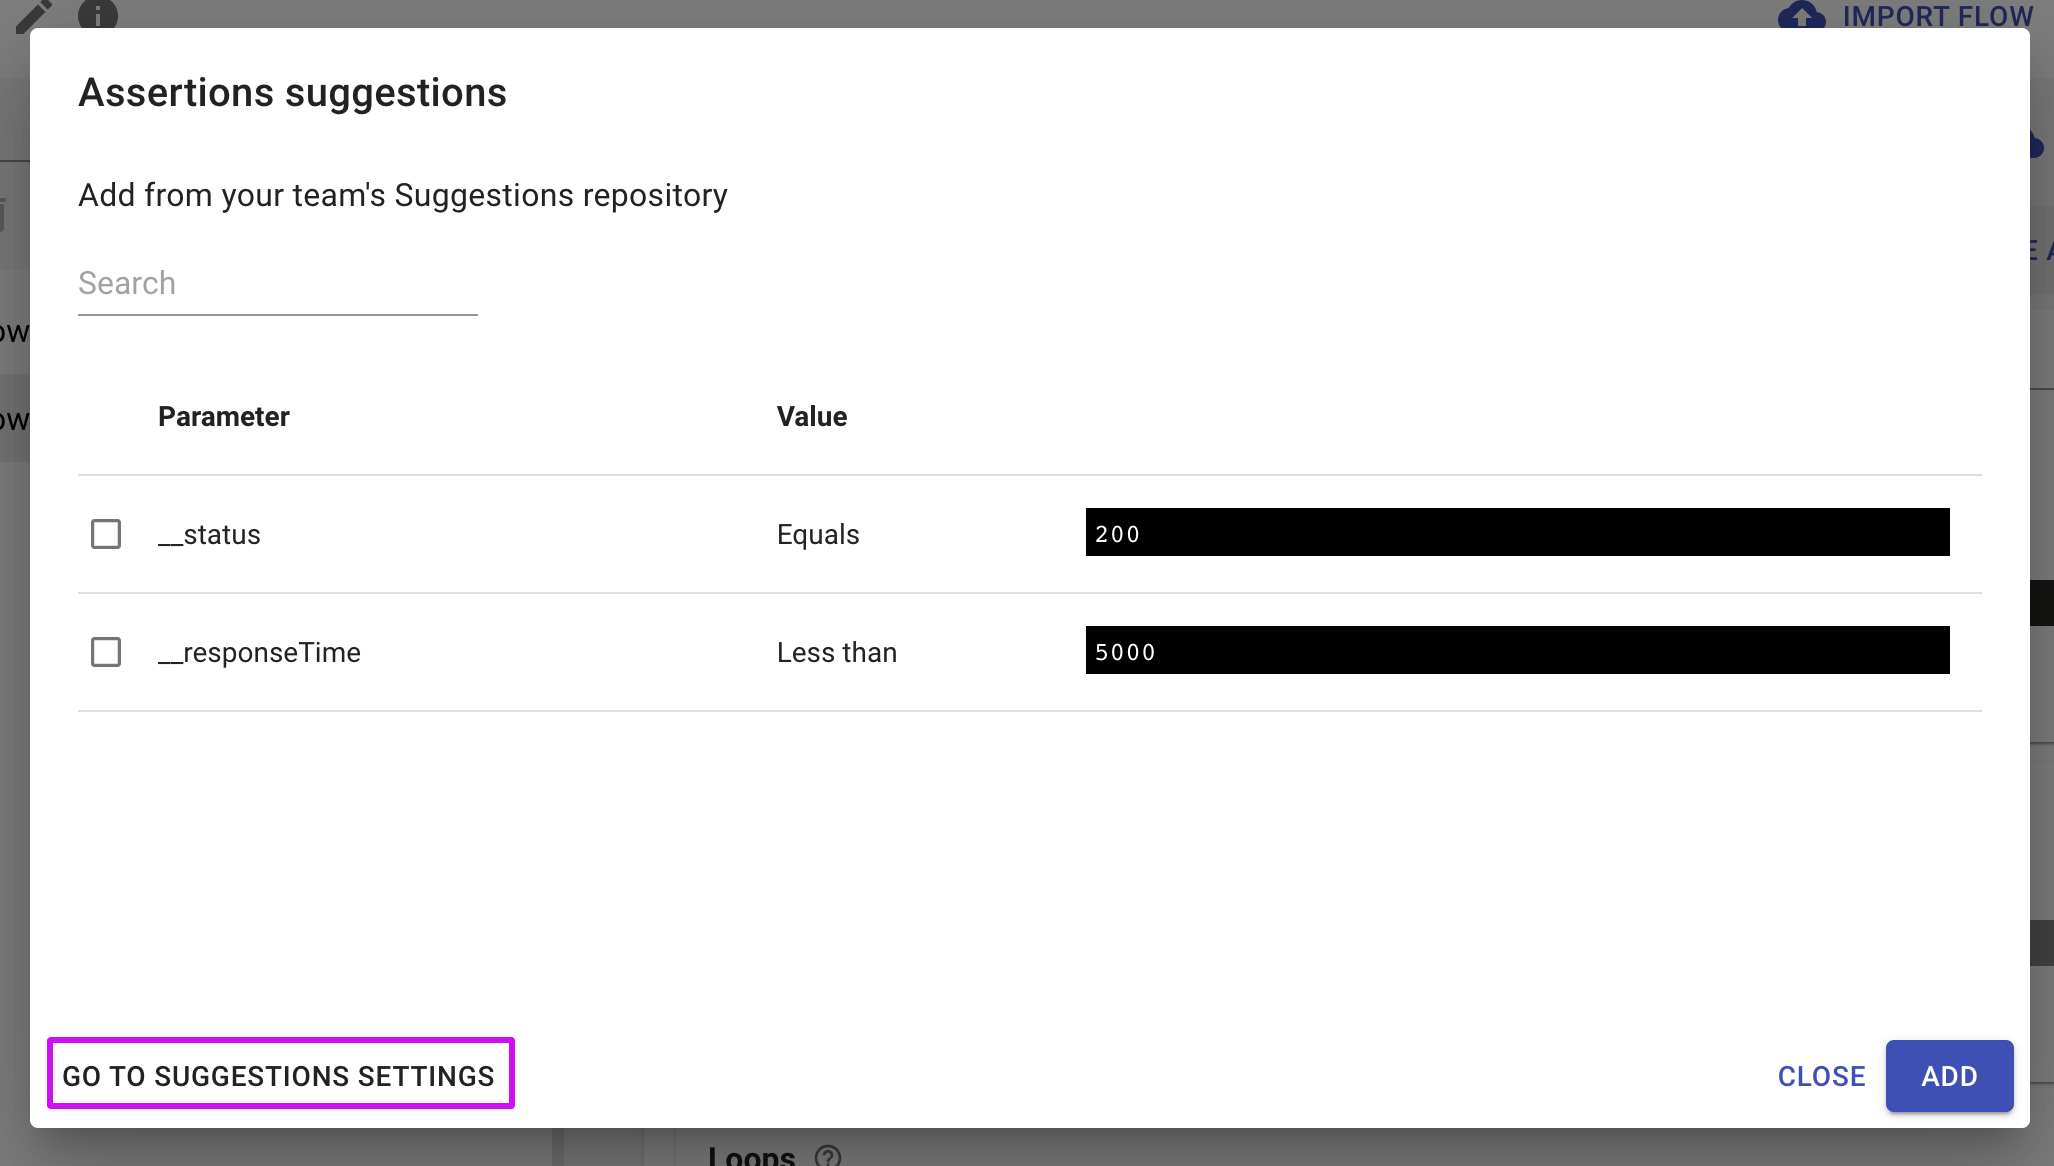 IMPORT FLOW
Assertions suggestions
Add from your team's Suggestions repository
Search
Parameter Value
__status Equals 200
__responseTime Less than 5000
GO TO SUGGESTIONS SETTINGS
CLOSE ADD
Loops